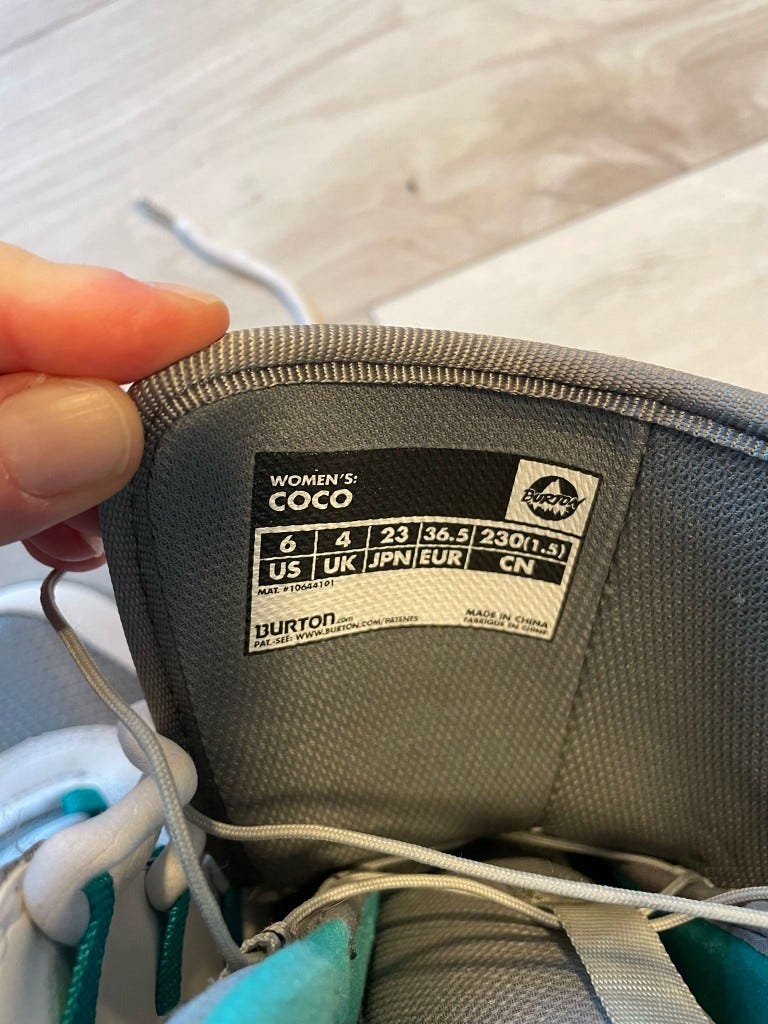 WOMEN'S:
COCO
BURTON
6 4 23 36.5 230(1.5)
US UK JPN EUR CN
MAT. #10644101
BURTON.com
PAT.-SEE: WWW.BURTON.COM/PATENTS
MADE IN CHINA
FABRIQUE EN CHINE